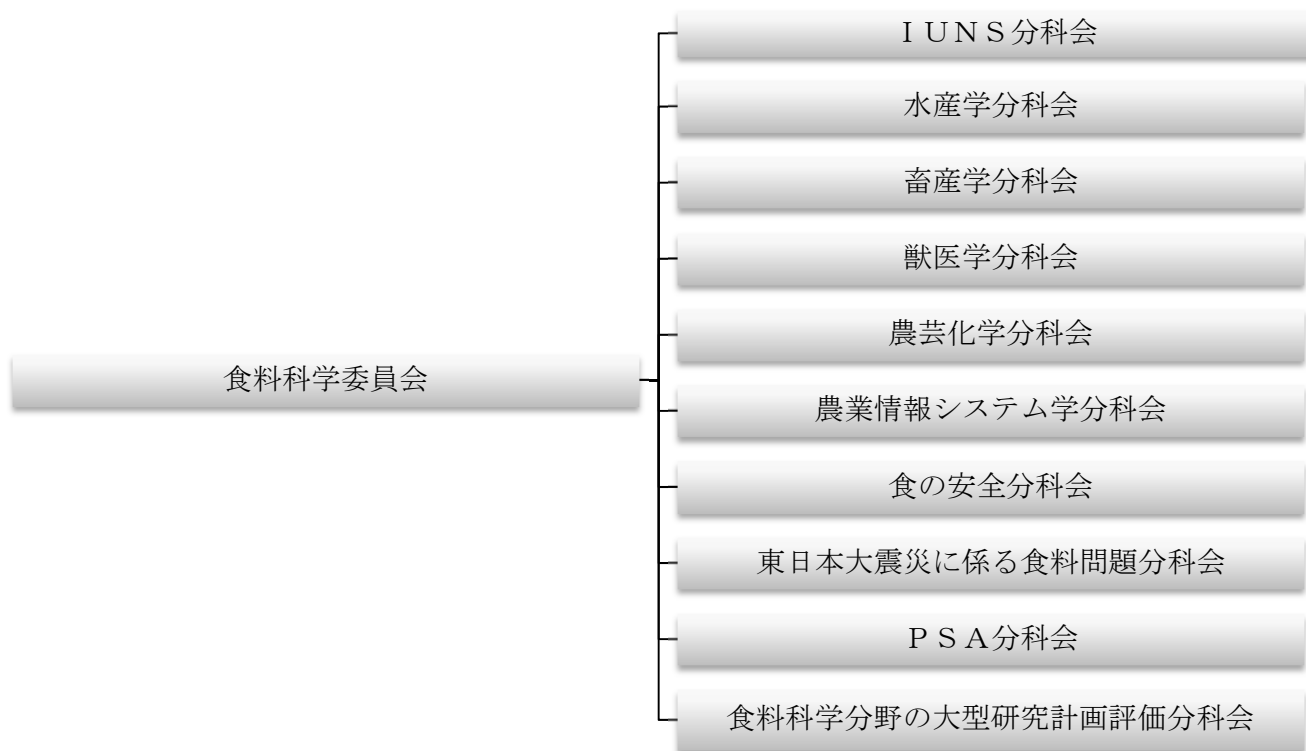 食料科学委員会
ＩＵＮＳ分科会
水産学分科会
畜産学分科会
獣医学分科会
農芸化学分科会
農業情報システム学分科会
食の安全分科会
東日本大震災に係る食料問題分科会
ＰＳＡ分科会
食料科学分野の大型研究計画評価分科会